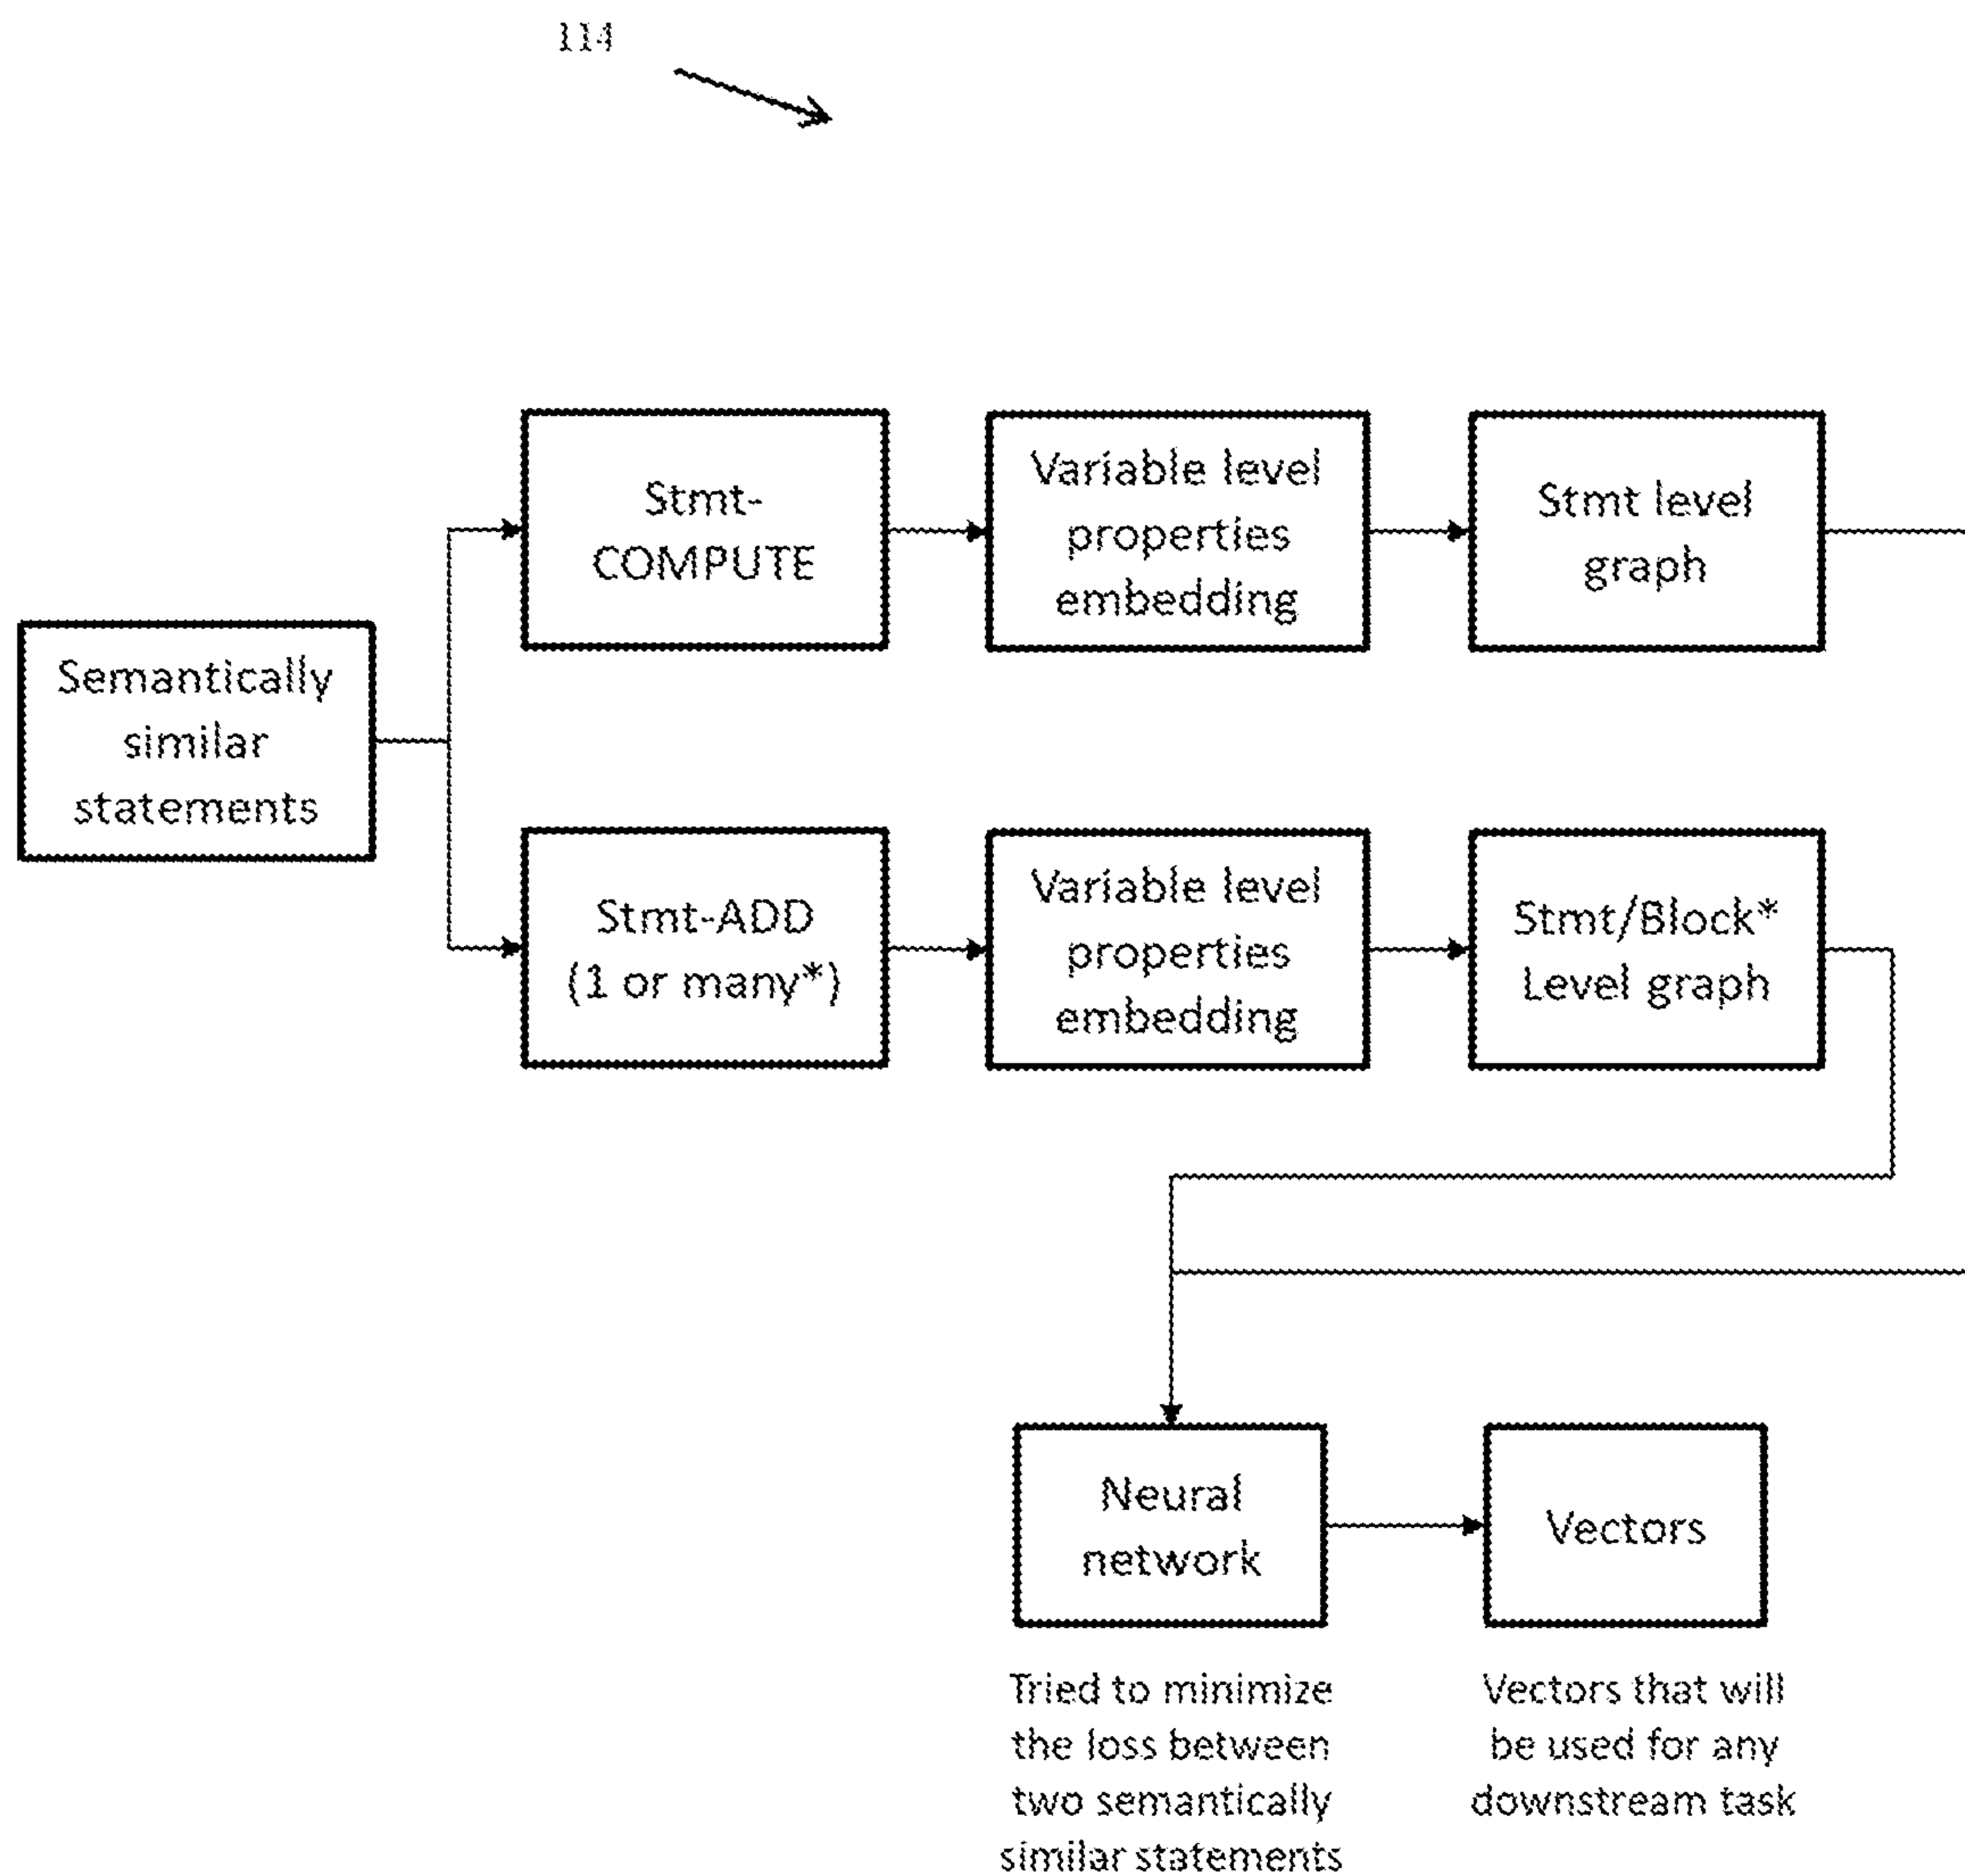 114
Stmt-
COMPUTE
Variable level
properties
embedding
Stmt level
graph
Semantically
similar
statements
Stmt-ADD
(1 or many*)
Variable level
properties
embedding
Stmt/Block*
Level graph
Neural
network
Vectors
Tried to minimize
the loss between
two semantically
similar statements
Vectors that will
be used for any
downstream task